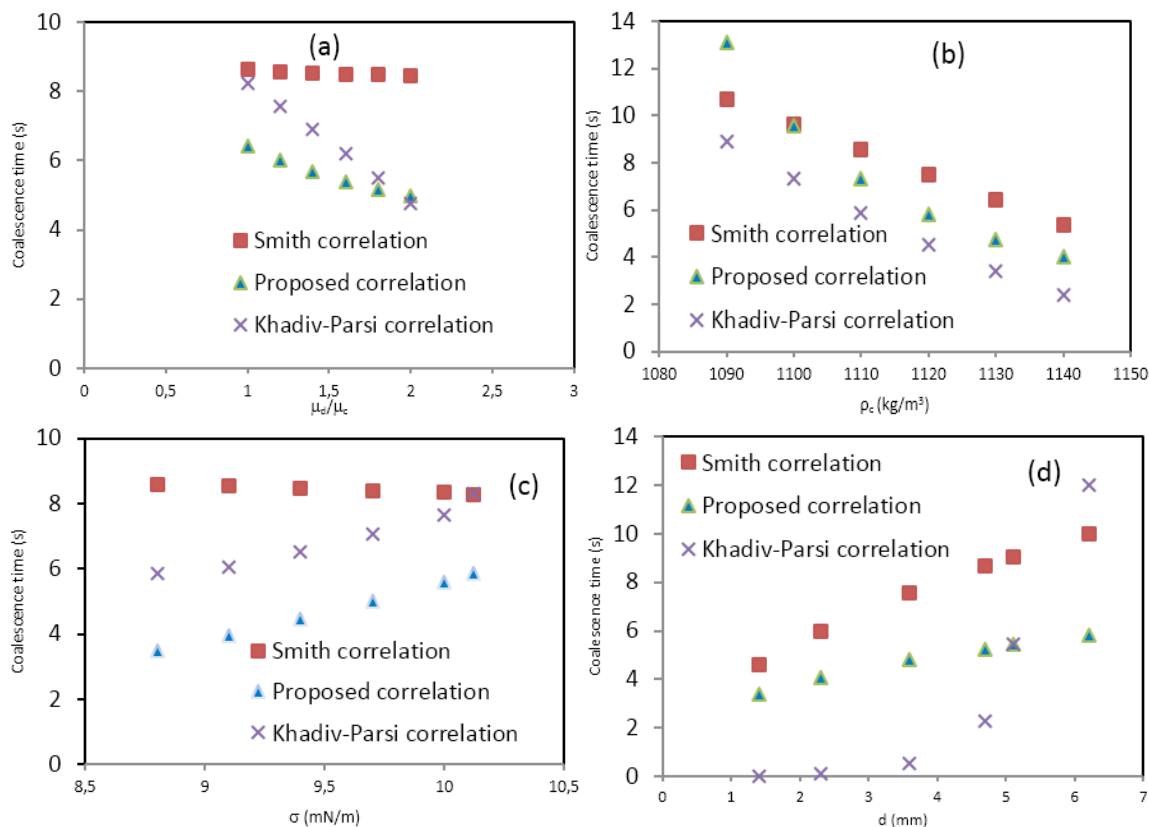 (a)
Coalescence time (s)
10
8
6
4
2
0
Smith correlation
Proposed correlation
Khadiv-Parsi correlation
0 0,5 1 1,5 2 2,5 3
μd/μc
(b)
Coalescence time (s)
14
12
10
8
6
4
2
0
Smith correlation
Proposed correlation
Khadiv-Parsi correlation
1080 1090 1100 1110 1120 1130 1140 1150
ρc (kg/m³)
(c)
Coalescence time (s)
10
8
6
4
2
0
Smith correlation
Proposed correlation
Khadiv-Parsi correlation
8,5 9 9,5 10 10,5
σ (mN/m)
(d)
Coalescence time (s)
14
12
10
8
6
4
2
0
Smith correlation
Proposed correlation
Khadiv-Parsi correlation
0 1 2 3 4 5 6 7
d (mm)